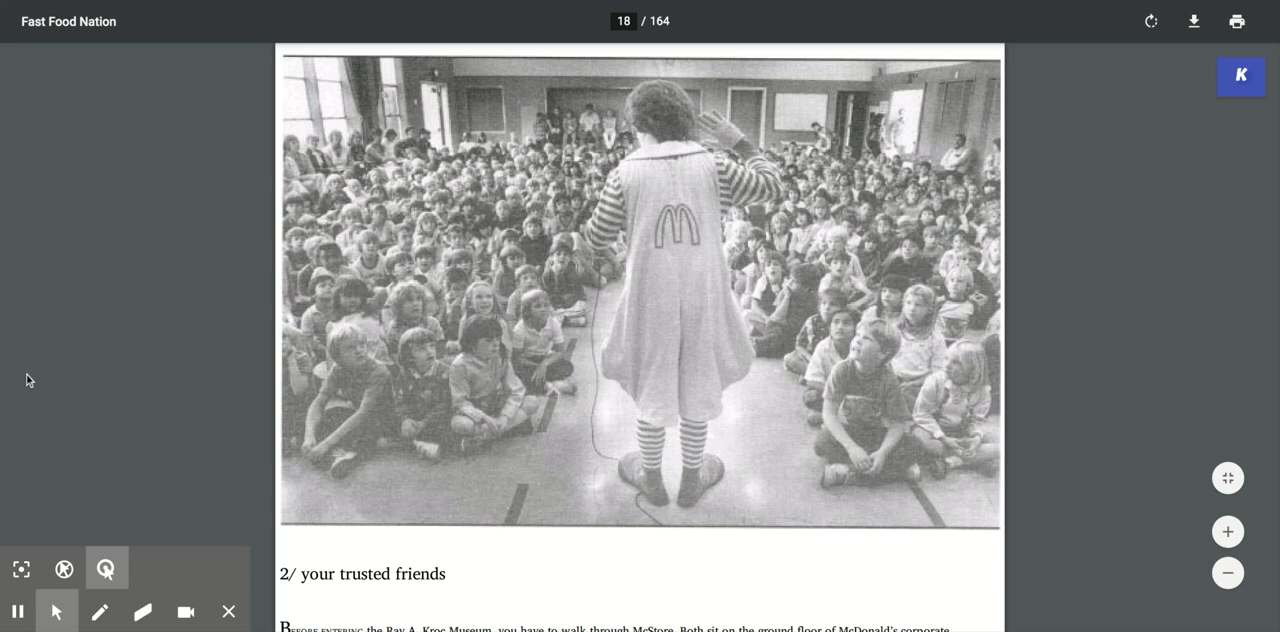 Fast Food Nation
18 / 164
K
2/ your trusted friends
BEFORE ENTERING the Ray A. Kroc Museum, you have to walk through McStore. Both sit on the ground floor of McDonald's corporate